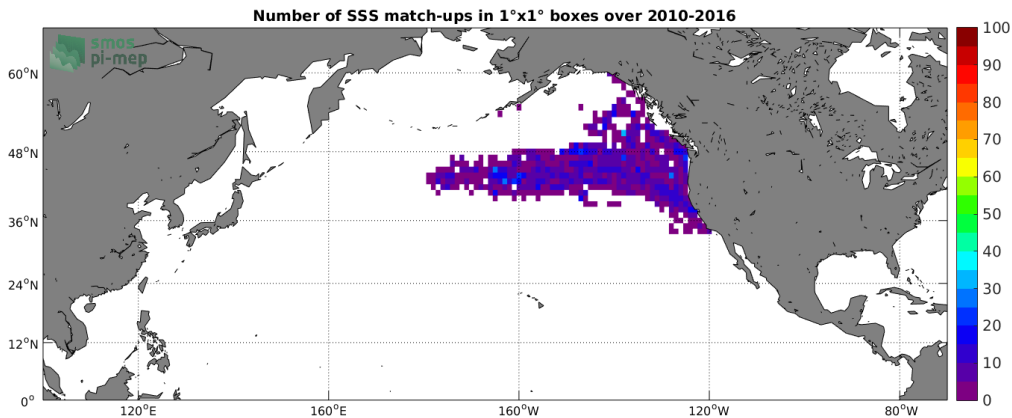 Number of SSS match-ups in 1°x1° boxes over 2010-2016
smos
pi-mep
60°N
48°N
36°N
24°N
12°N
0°
120°E
160°E
160°W
120°W
80°W
100
90
80
70
60
50
40
30
20
10
0